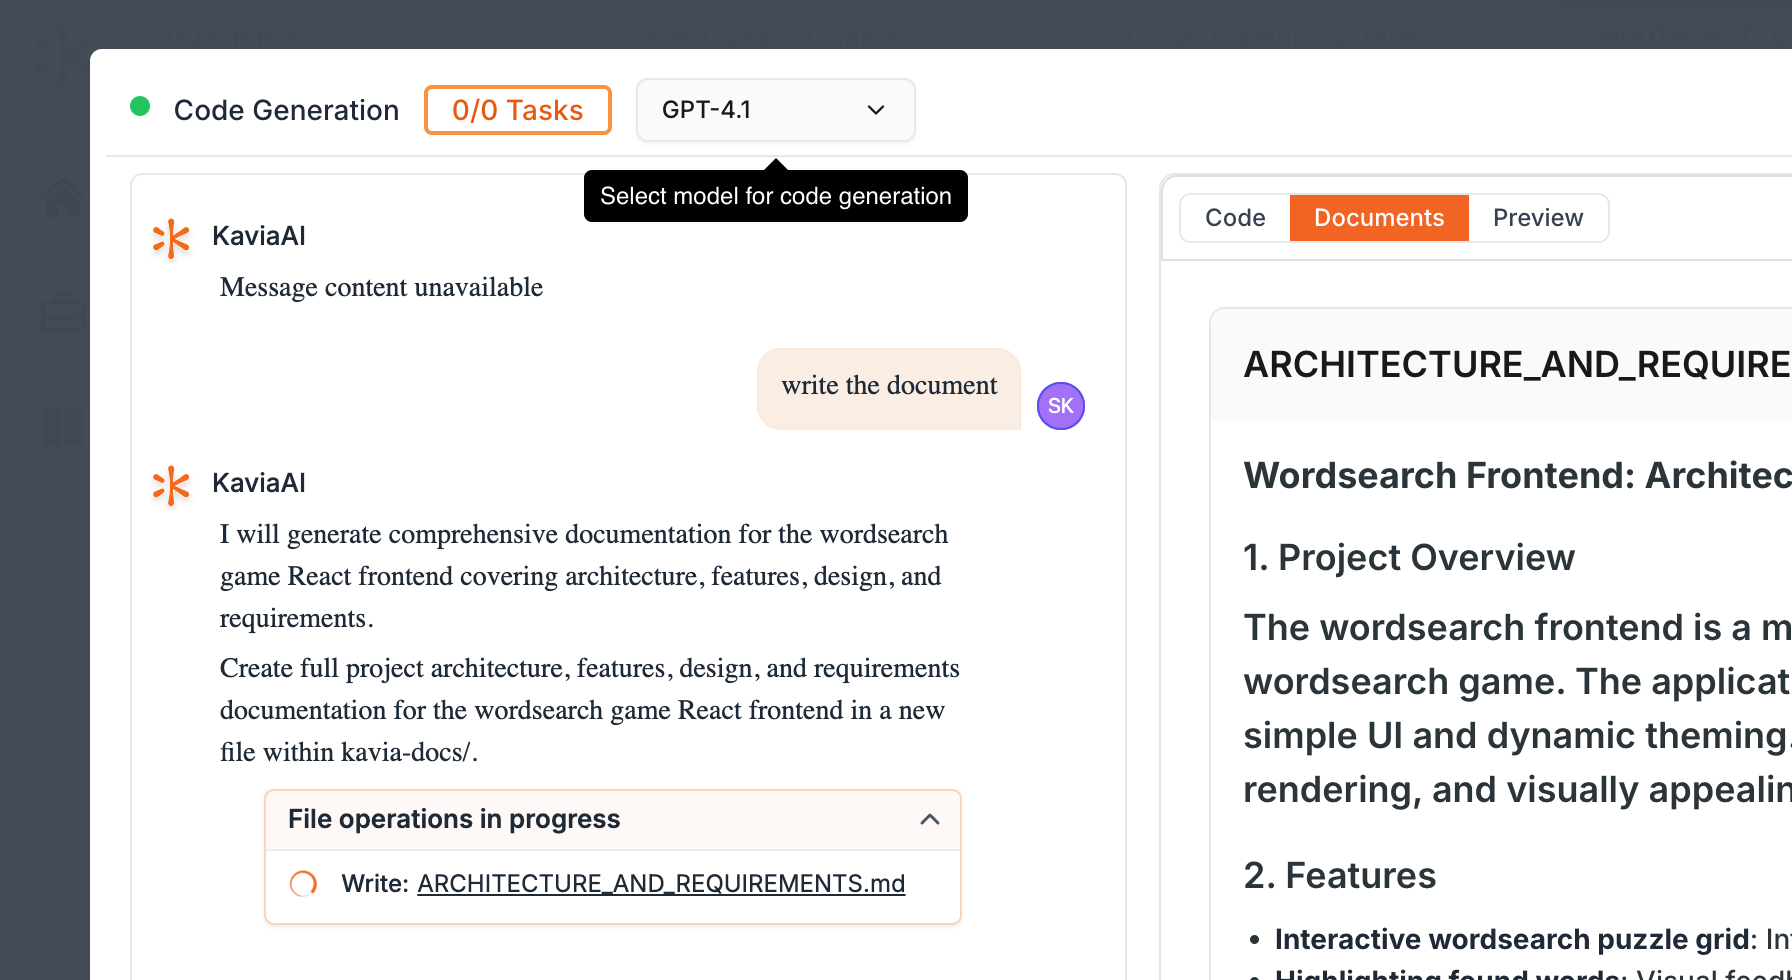 Code Generation
0/0 Tasks
GPT-4.1
Select model for code generation
KaviaAI
Message content unavailable
write the document
SK
KaviaAI
I will generate comprehensive documentation for the wordsearch
game React frontend covering architecture, features, design, and
requirements.
Create full project architecture, features, design, and requirements
documentation for the wordsearch game React frontend in a new
file within kavia-docs/.
File operations in progress
Write: ARCHITECTURE_AND_REQUIREMENTS.md
Code
Documents
Preview
ARCHITECTURE_AND_REQUIRE
Wordsearch Frontend: Architec
1. Project Overview
The wordsearch frontend is a m
wordsearch game. The applicat
simple UI and dynamic theming.
rendering, and visually appealin
2. Features
• Interactive wordsearch puzzle grid: In
• Highlighting found words: Visual feed